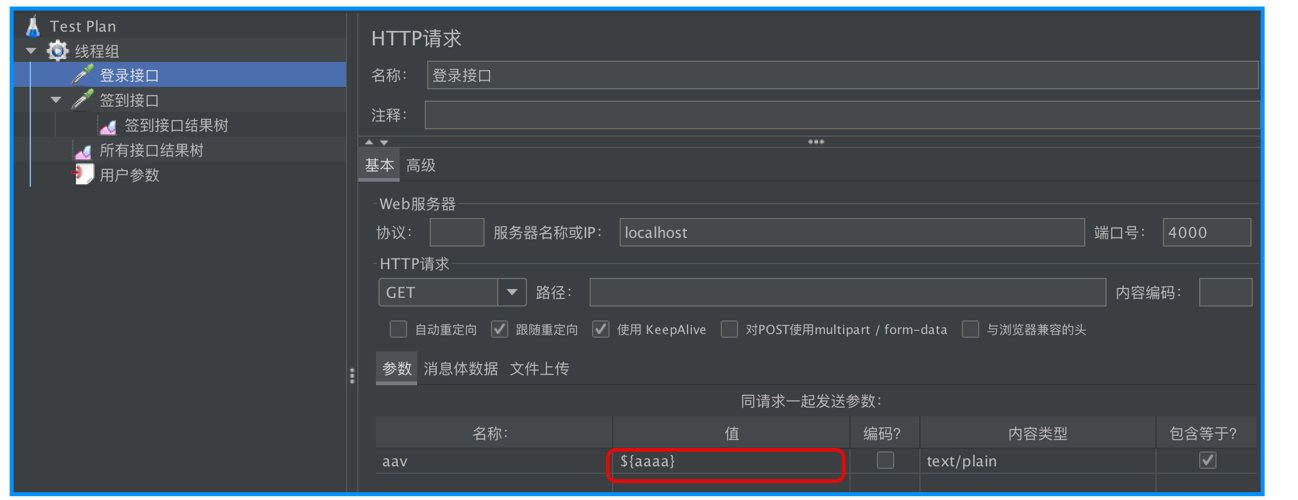 Test Plan
线程组
登录接口
签到接口
签到接口结果树
所有接口结果树
用户参数
HTTP请求
名称: 登录接口
注释:
基本 高级
Web服务器
协议: 服务器名称或IP: localhost 端口号: 4000
HTTP请求
GET 路径: 内容编码:
自动重定向 跟随重定向 使用 KeepAlive 对POST使用multipart / form-data 与浏览器兼容的头
参数 消息体数据 文件上传
同请求一起发送参数:
名称: 值 编码? 内容类型 包含等于?
aav ${aaaa} text/plain